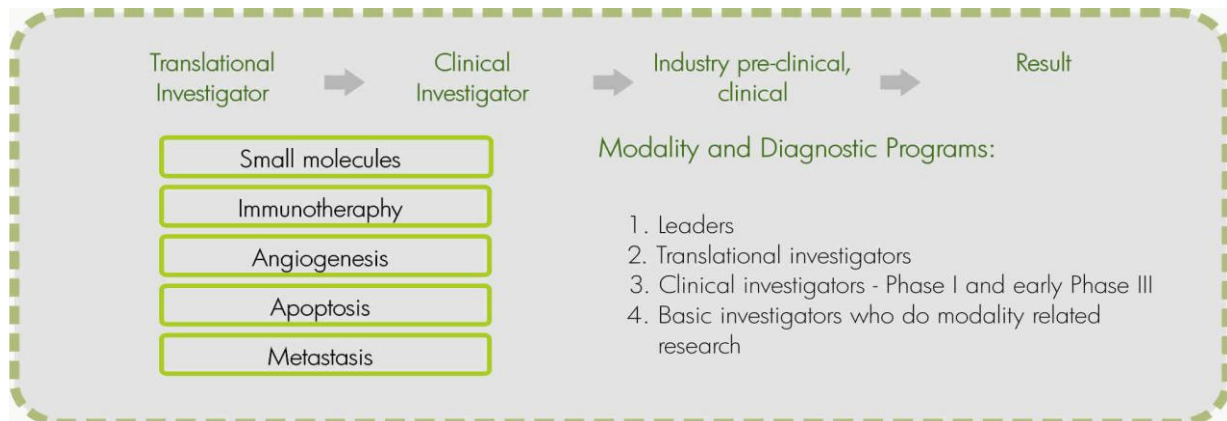 Translational
Investigator
Clinical
Investigator
Industry pre-clinical,
clinical
Result
Small molecules
Immunotheraphy
Angiogenesis
Apoptosis
Metastasis
Modality and Diagnostic Programs:
1. Leaders
2. Translational investigators
3. Clinical investigators - Phase I and early Phase III
4. Basic investigators who do modality related
research